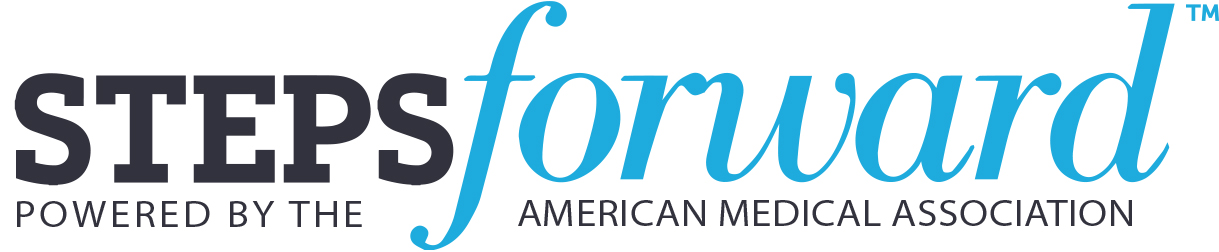 STEPSforward™
POWERED BY THE AMERICAN MEDICAL ASSOCIATION